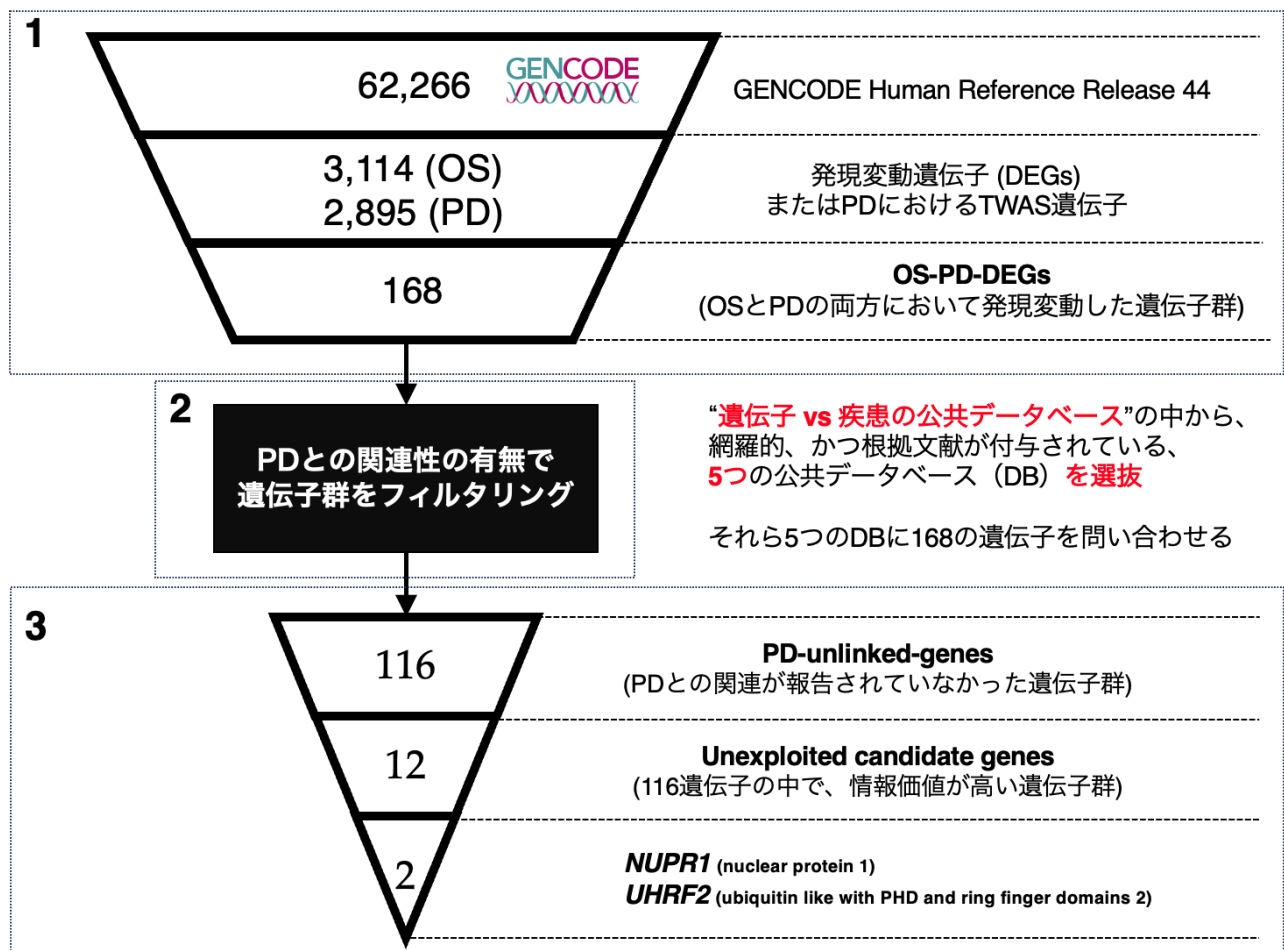 1
62,266
GENCODE
GENCODE Human Reference Release 44
3,114 (OS)
2,895 (PD)
発現変動遺伝子 (DEGs)
またはPDにおけるTWAS遺伝子
168
OS-PD-DEGs
(OSとPDの両方において発現変動した遺伝子群)
2
PDとの関連性の有無で
遺伝子群をフィルタリング
“遺伝子 vs 疾患の公共データベース”の中から、
網羅的、かつ根拠文献が付与されている、
5つの公共データベース（DB）を選抜
それら5つのDBに168の遺伝子を問い合わせる
3
116
PD-unlinked-genes
(PDとの関連が報告されていなかった遺伝子群)
12
Unexploited candidate genes
(116遺伝子の中で、情報価値が高い遺伝子群)
2
NUPR1 (nuclear protein 1)
UHRF2 (ubiquitin like with PHD and ring finger domains 2)